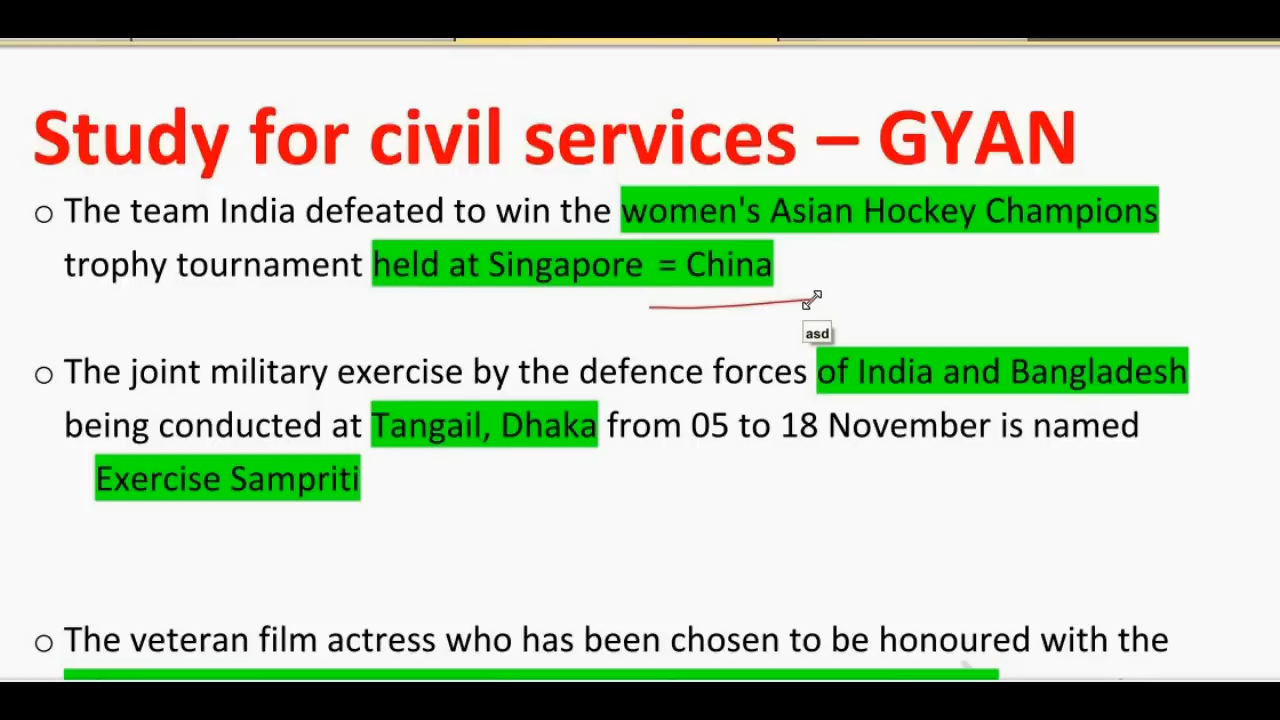 Study for civil services – GYAN
o The team India defeated to win the women's Asian Hockey Champions
trophy tournament held at Singapore = China
asd
o The joint military exercise by the defence forces of India and Bangladesh
being conducted at Tangail, Dhaka from 05 to 18 November is named
Exercise Sampriti
o The veteran film actress who has been chosen to be honoured with the